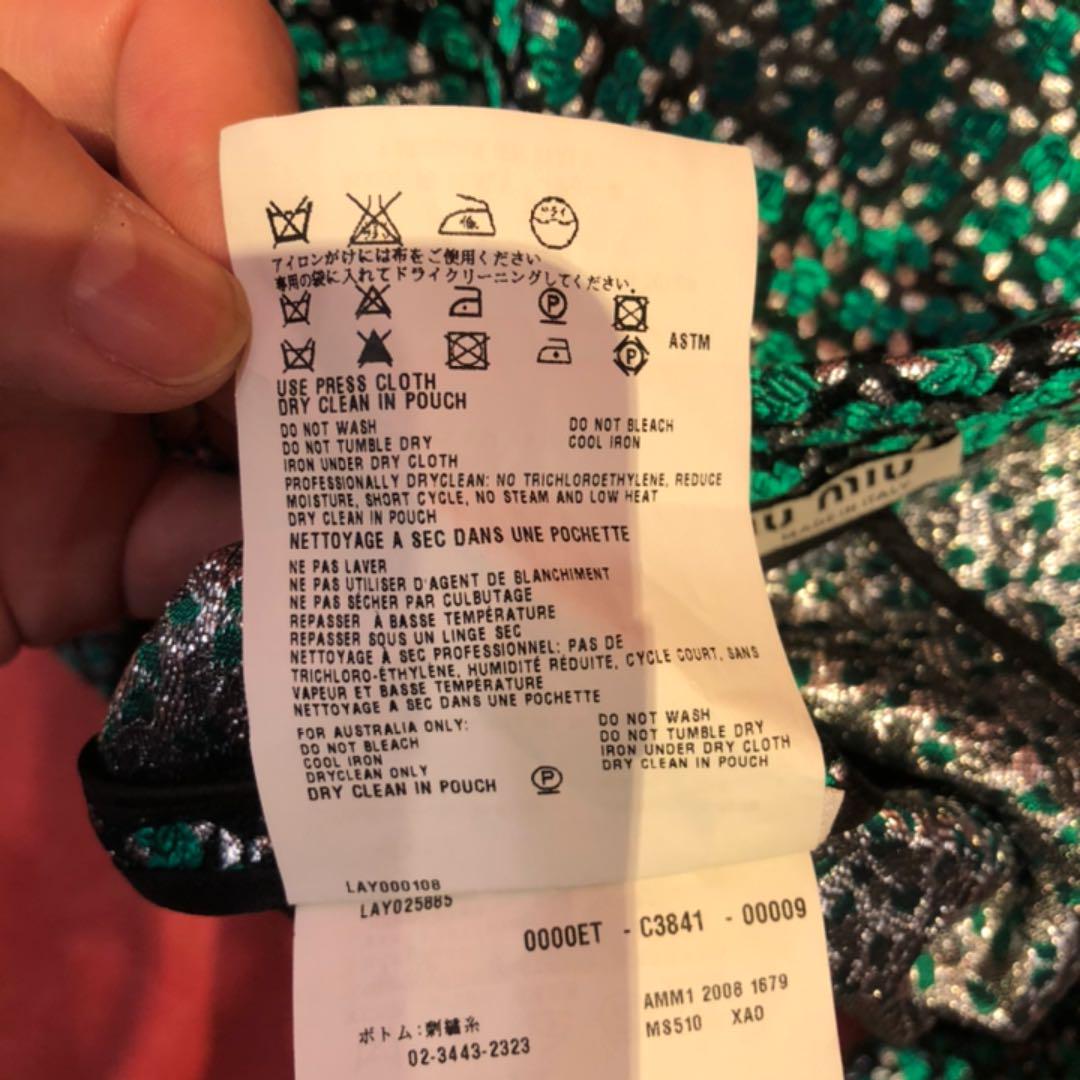 ドライ
アイロンがけには布をご使用ください
専用の袋に入れてドライクリーニングしてください。
P
ASTM
P
USE PRESS CLOTH
DRY CLEAN IN POUCH
DO NOT WASH DO NOT BLEACH
DO NOT TUMBLE DRY COOL IRON
IRON UNDER DRY CLOTH
PROFESSIONALLY DRYCLEAN: NO TRICHLOROETHYLENE, REDUCE
MOISTURE, SHORT CYCLE, NO STEAM AND LOW HEAT
DRY CLEAN IN POUCH
NETTOYAGE A SEC DANS UNE POCHETTE
NE PAS LAVER
NE PAS UTILISER D'AGENT DE BLANCHIMENT
NE PAS SÉCHER PAR CULBUTAGE
REPASSER À BASSE TEMPÉRATURE
REPASSER SOUS UN LINGE SEC
NETTOYAGE À SEC PROFESSIONNEL: PAS DE
TRICHLORO-ÉTHYLÈNE, HUMIDITÉ RÉDUITE, CYCLE COURT, SANS
VAPEUR ET BASSE TEMPÉRATURE
NETTOYAGE A SEC DANS UNE POCHETTE
FOR AUSTRALIA ONLY: DO NOT WASH
DO NOT BLEACH DO NOT TUMBLE DRY
COOL IRON IRON UNDER DRY CLOTH
DRYCLEAN ONLY DRY CLEAN IN POUCH
DRY CLEAN IN POUCH P
LAY000108
LAY025885
0000ET - C3841 - 00009
AMM1 2008 1679
MS510 XAO
ボトム:刺繍糸
02-3443-2323
MIU
MADE IN ITALY